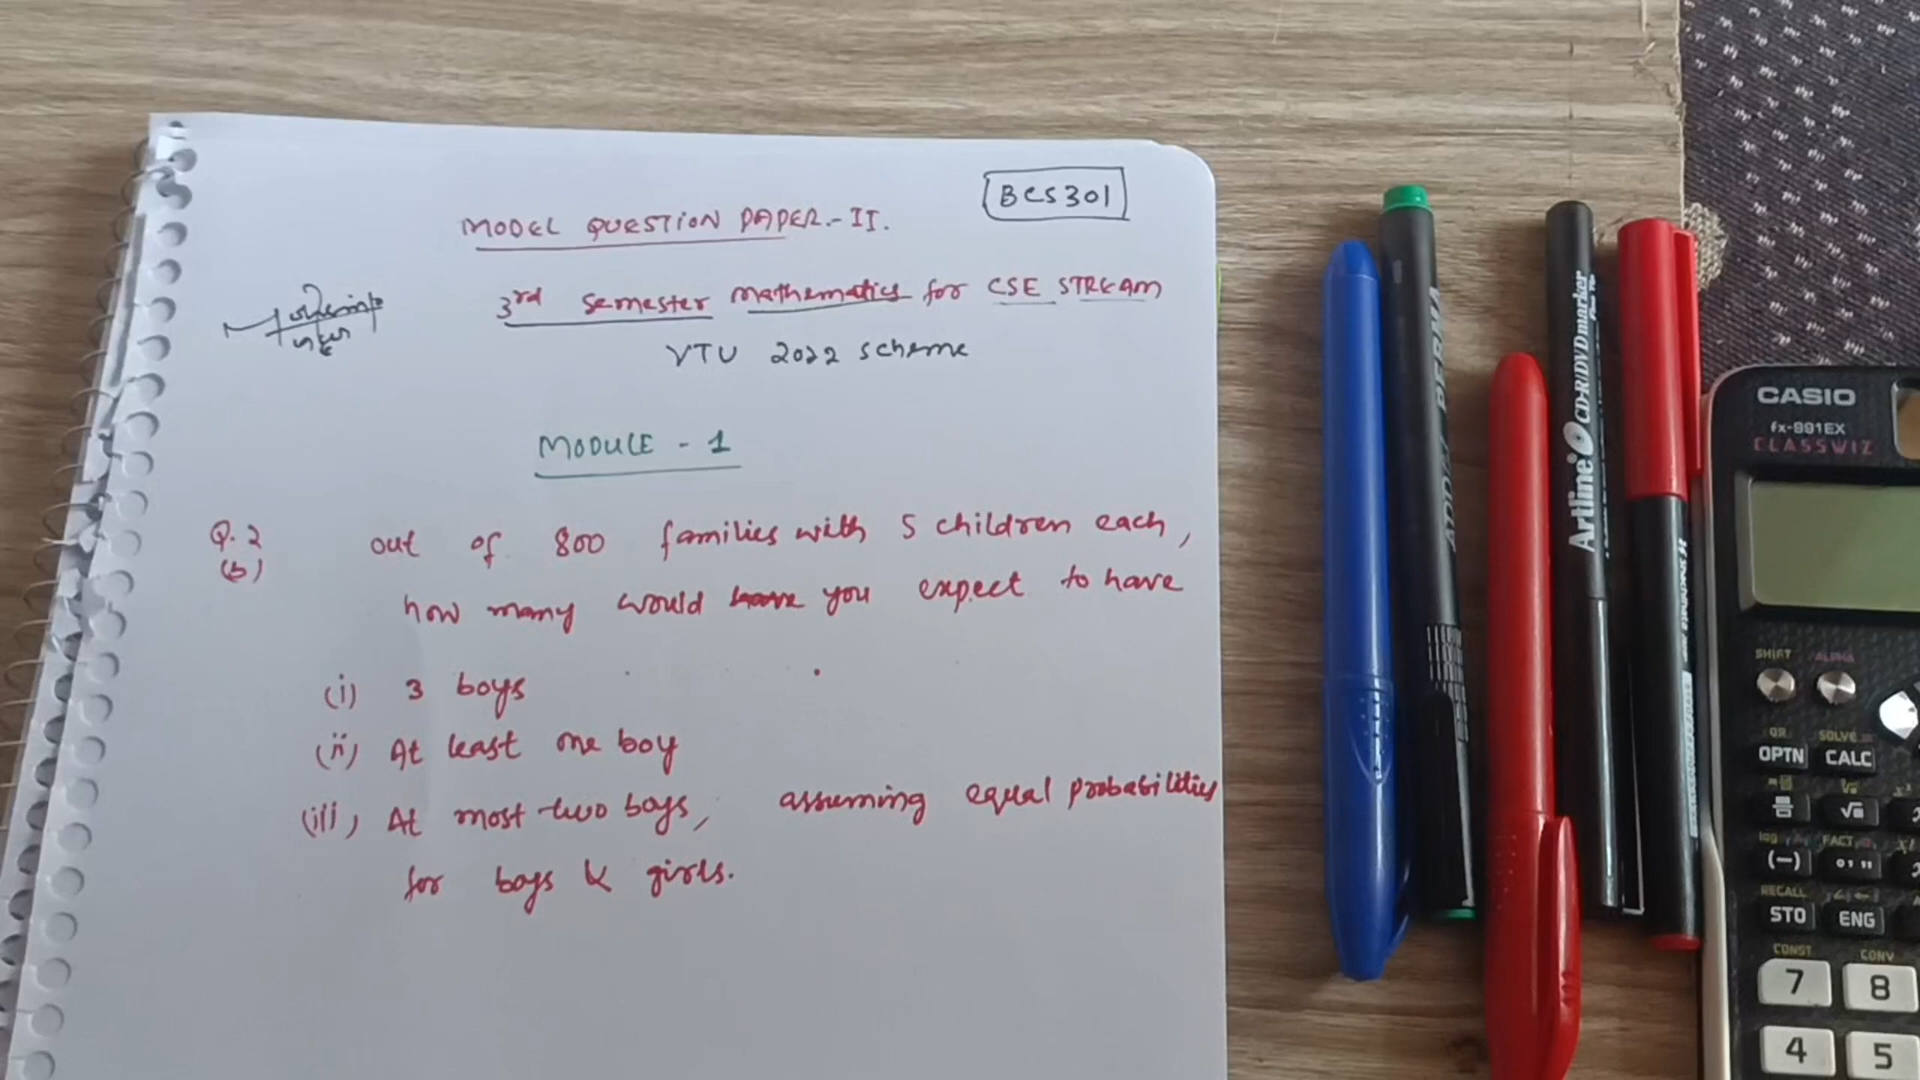 BCS301
MODEL QUESTION PAPER.-II.
3rd semester mathematics for CSE STREAM
VTU 2022 scheme
MODULE - 1
Q.2 out of 800 families with 5 children each,
(b)
how many would have you expect to have
(i) 3 boys
(ii) At least one boy
(iii) At most two boys, assuming equal probabilities
for boys & girls.
Artline CD-R/DVD marker
CASIO
fx-991EX
CLASSWIZ
SHIFT ALPHA
SOLVE
OPTN CALC
FACT
(-)
RECALL
STO ENG
CONST CONV
7 8
4 5